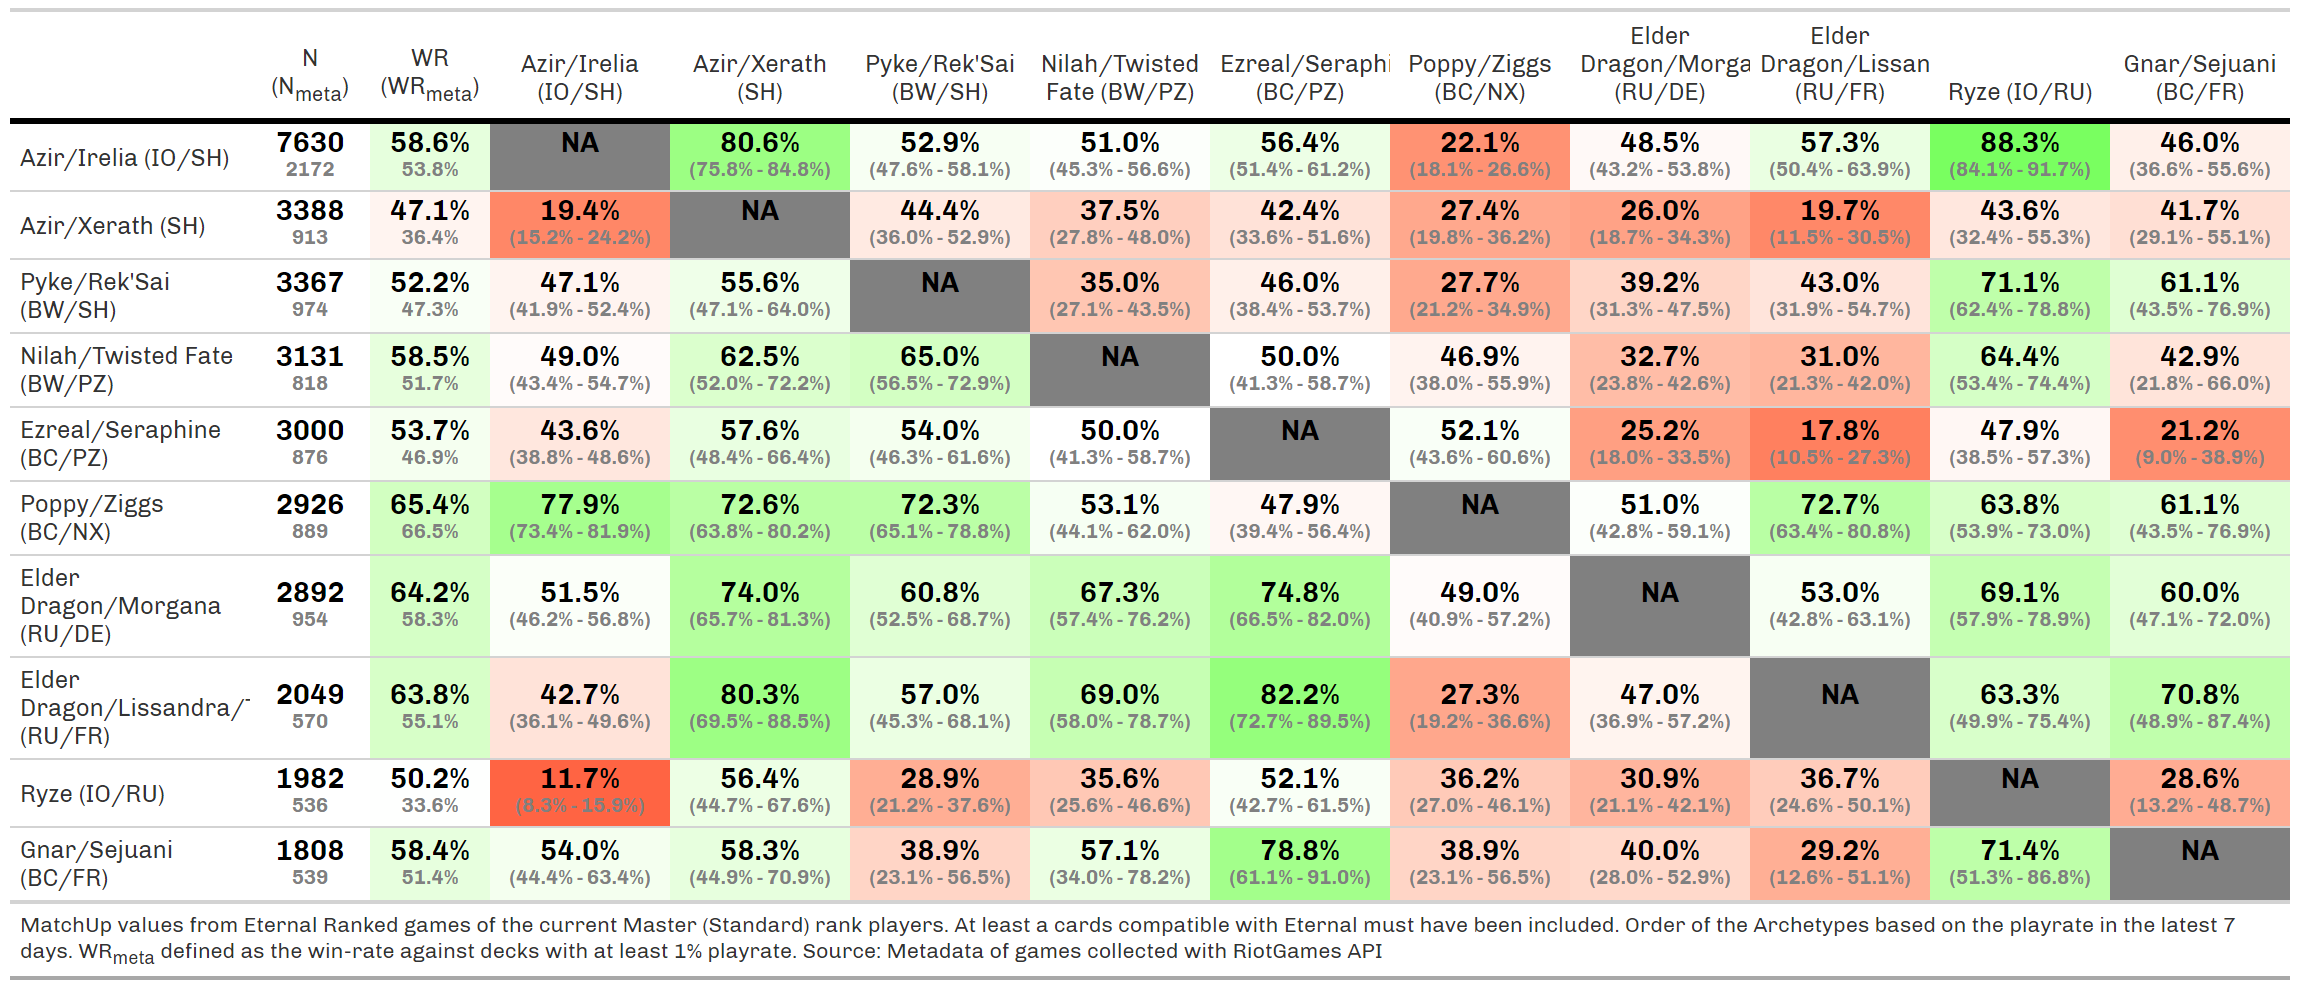 N (N_meta) WR (WR_meta) Azir/Irelia (IO/SH) Azir/Xerath (SH) Pyke/Rek'Sai (BW/SH) Nilah/Twisted Fate (BW/PZ) Ezreal/Seraphi (BC/PZ) Poppy/Ziggs (BC/NX) Elder Dragon/Morga (RU/DE) Elder Dragon/Lissan (RU/FR) Ryze (IO/RU) Gnar/Sejuani (BC/FR)
Azir/Irelia (IO/SH) 7630 58.6% NA 80.6% 52.9% 51.0% 56.4% 22.1% 48.5% 57.3% 88.3% 46.0%
2172 53.8% (75.8% - 84.8%) (47.6% - 58.1%) (45.3% - 56.6%) (51.4% - 61.2%) (18.1% - 26.6%) (43.2% - 53.8%) (50.4% - 63.9%) (84.1% - 91.7%) (36.6% - 55.6%)
Azir/Xerath (SH) 3388 47.1% 19.4% NA 44.4% 37.5% 42.4% 27.4% 26.0% 19.7% 43.6% 41.7%
913 36.4% (15.2% - 24.2%) (36.0% - 52.9%) (27.8% - 48.0%) (33.6% - 51.6%) (19.8% - 36.2%) (18.7% - 34.3%) (11.5% - 30.5%) (32.4% - 55.3%) (29.1% - 55.1%)
Pyke/Rek'Sai 3367 52.2% 47.1% 55.6% NA 35.0% 46.0% 27.7% 39.2% 43.0% 71.1% 61.1%
(BW/SH) 974 47.3% (41.9% - 52.4%) (47.1% - 64.0%) (27.1% - 43.5%) (38.4% - 53.7%) (21.2% - 34.9%) (31.3% - 47.5%) (31.9% - 54.7%) (62.4% - 78.8%) (43.5% - 76.9%)
Nilah/Twisted Fate 3131 58.5% 49.0% 62.5% 65.0% NA 50.0% 46.9% 32.7% 31.0% 64.4% 42.9%
(BW/PZ) 818 51.7% (43.4% - 54.7%) (52.0% - 72.2%) (56.5% - 72.9%) (41.3% - 58.7%) (38.0% - 55.9%) (23.8% - 42.6%) (21.3% - 42.0%) (53.4% - 74.4%) (21.8% - 66.0%)
Ezreal/Seraphine 3000 53.7% 43.6% 57.6% 54.0% 50.0% NA 52.1% 25.2% 17.8% 47.9% 21.2%
(BC/PZ) 876 46.9% (38.8% - 48.6%) (48.4% - 66.4%) (46.3% - 61.6%) (41.3% - 58.7%) (43.6% - 60.6%) (18.0% - 33.5%) (10.5% - 27.3%) (38.5% - 57.3%) (9.0% - 38.9%)
Poppy/Ziggs 2926 65.4% 77.9% 72.6% 72.3% 53.1% 47.9% NA 51.0% 72.7% 63.8% 61.1%
(BC/NX) 889 66.5% (73.4% - 81.9%) (63.8% - 80.2%) (65.1% - 78.8%) (44.1% - 62.0%) (39.4% - 56.4%) (42.8% - 59.1%) (63.4% - 80.8%) (53.9% - 73.0%) (43.5% - 76.9%)
Elder
Dragon/Morgana 2892 64.2% 51.5% 74.0% 60.8% 67.3% 74.8% 49.0% NA 53.0% 69.1% 60.0%
(RU/DE) 954 58.3% (46.2% - 56.8%) (65.7% - 81.3%) (52.5% - 68.7%) (57.4% - 76.2%) (66.5% - 82.0%) (40.9% - 57.2%) (42.8% - 63.1%) (57.9% - 78.9%) (47.1% - 72.0%)
Elder
Dragon/Lissandra/ 2049 63.8% 42.7% 80.3% 57.0% 69.0% 82.2% 27.3% 47.0% NA 63.3% 70.8%
(RU/FR) 570 55.1% (36.1% - 49.6%) (69.5% - 88.5%) (45.3% - 68.1%) (58.0% - 78.7%) (72.7% - 89.5%) (19.2% - 36.6%) (36.9% - 57.2%) (49.9% - 75.4%) (48.9% - 87.4%)
Ryze (IO/RU) 1982 50.2% 11.7% 56.4% 28.9% 35.6% 52.1% 36.2% 30.9% 36.7% NA 28.6%
536 33.6% (8.3% - 15.9%) (44.7% - 67.6%) (21.2% - 37.6%) (25.6% - 46.6%) (42.7% - 61.5%) (27.0% - 46.1%) (21.1% - 42.1%) (24.6% - 50.1%) (13.2% - 48.7%)
Gnar/Sejuani 1808 58.4% 54.0% 58.3% 38.9% 57.1% 78.8% 38.9% 40.0% 29.2% 71.4% NA
(BC/FR) 539 51.4% (44.4% - 63.4%) (44.9% - 70.9%) (23.1% - 56.5%) (34.0% - 78.2%) (61.1% - 91.0%) (23.1% - 56.5%) (28.0% - 52.9%) (12.6% - 51.1%) (51.3% - 86.8%)
MatchUp values from Eternal Ranked games of the current Master (Standard) rank players. At least a cards compatible with Eternal must have been included. Order of the Archetypes based on the playrate in the latest 7
days. WR_meta defined as the win-rate against decks with at least 1% playrate. Source: Metadata of games collected with RiotGames API